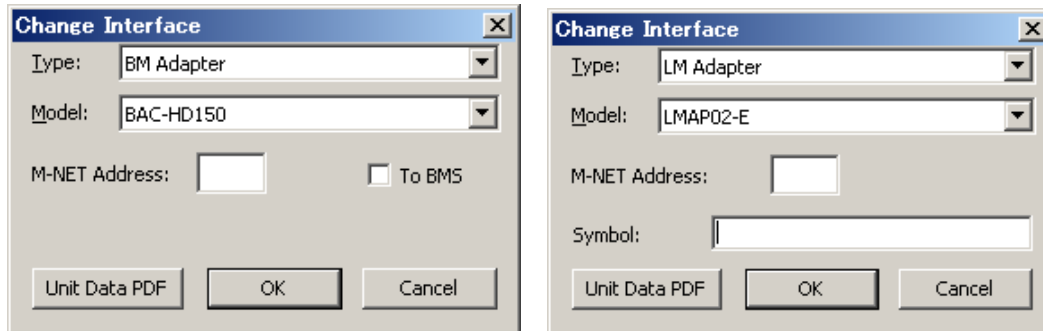 Change Interface
Type: BM Adapter
Model: BAC-HD150
M-NET Address: To BMS
Unit Data PDF OK Cancel
Change Interface
Type: LM Adapter
Model: LMAP02-E
M-NET Address:
Symbol:
Unit Data PDF OK Cancel